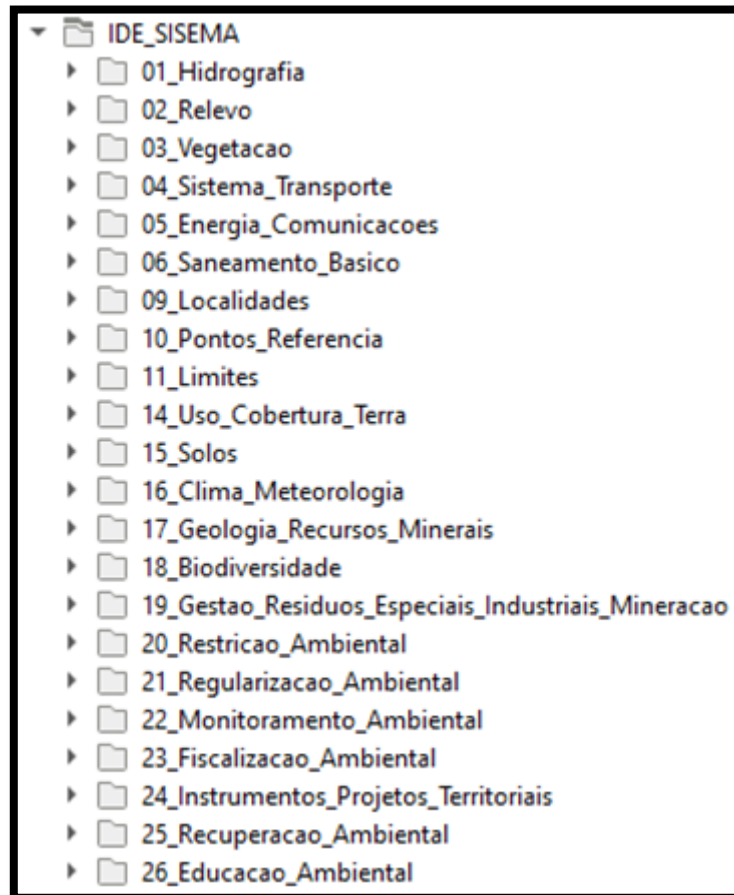 IDE_SISEMA
01_Hidrografia
02_Relevo
03_Vegetacao
04_Sistema_Transporte
05_Energia_Comunicacoes
06_Saneamento_Basico
09_Localidades
10_Pontos_Referencia
11_Limites
14_Uso_Cobertura_Terra
15_Solos
16_Clima_Meteorologia
17_Geologia_Recursos_Minerais
18_Biodiversidade
19_Gestao_Residuos_Especiais_Industriais_Mineracao
20_Restricao_Ambiental
21_Regularizacao_Ambiental
22_Monitoramento_Ambiental
23_Fiscalizacao_Ambiental
24_Instrumentos_Projetos_Territoriais
25_Recuperacao_Ambiental
26_Educacao_Ambiental